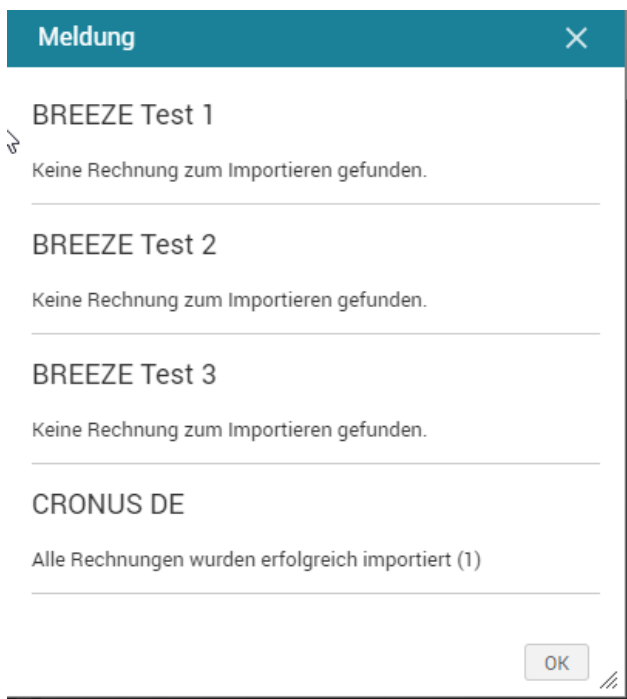 Meldung
BREEZE Test 1
Keine Rechnung zum Importieren gefunden.
BREEZE Test 2
Keine Rechnung zum Importieren gefunden.
BREEZE Test 3
Keine Rechnung zum Importieren gefunden.
CRONUS DE
Alle Rechnungen wurden erfolgreich importiert (1)
OK